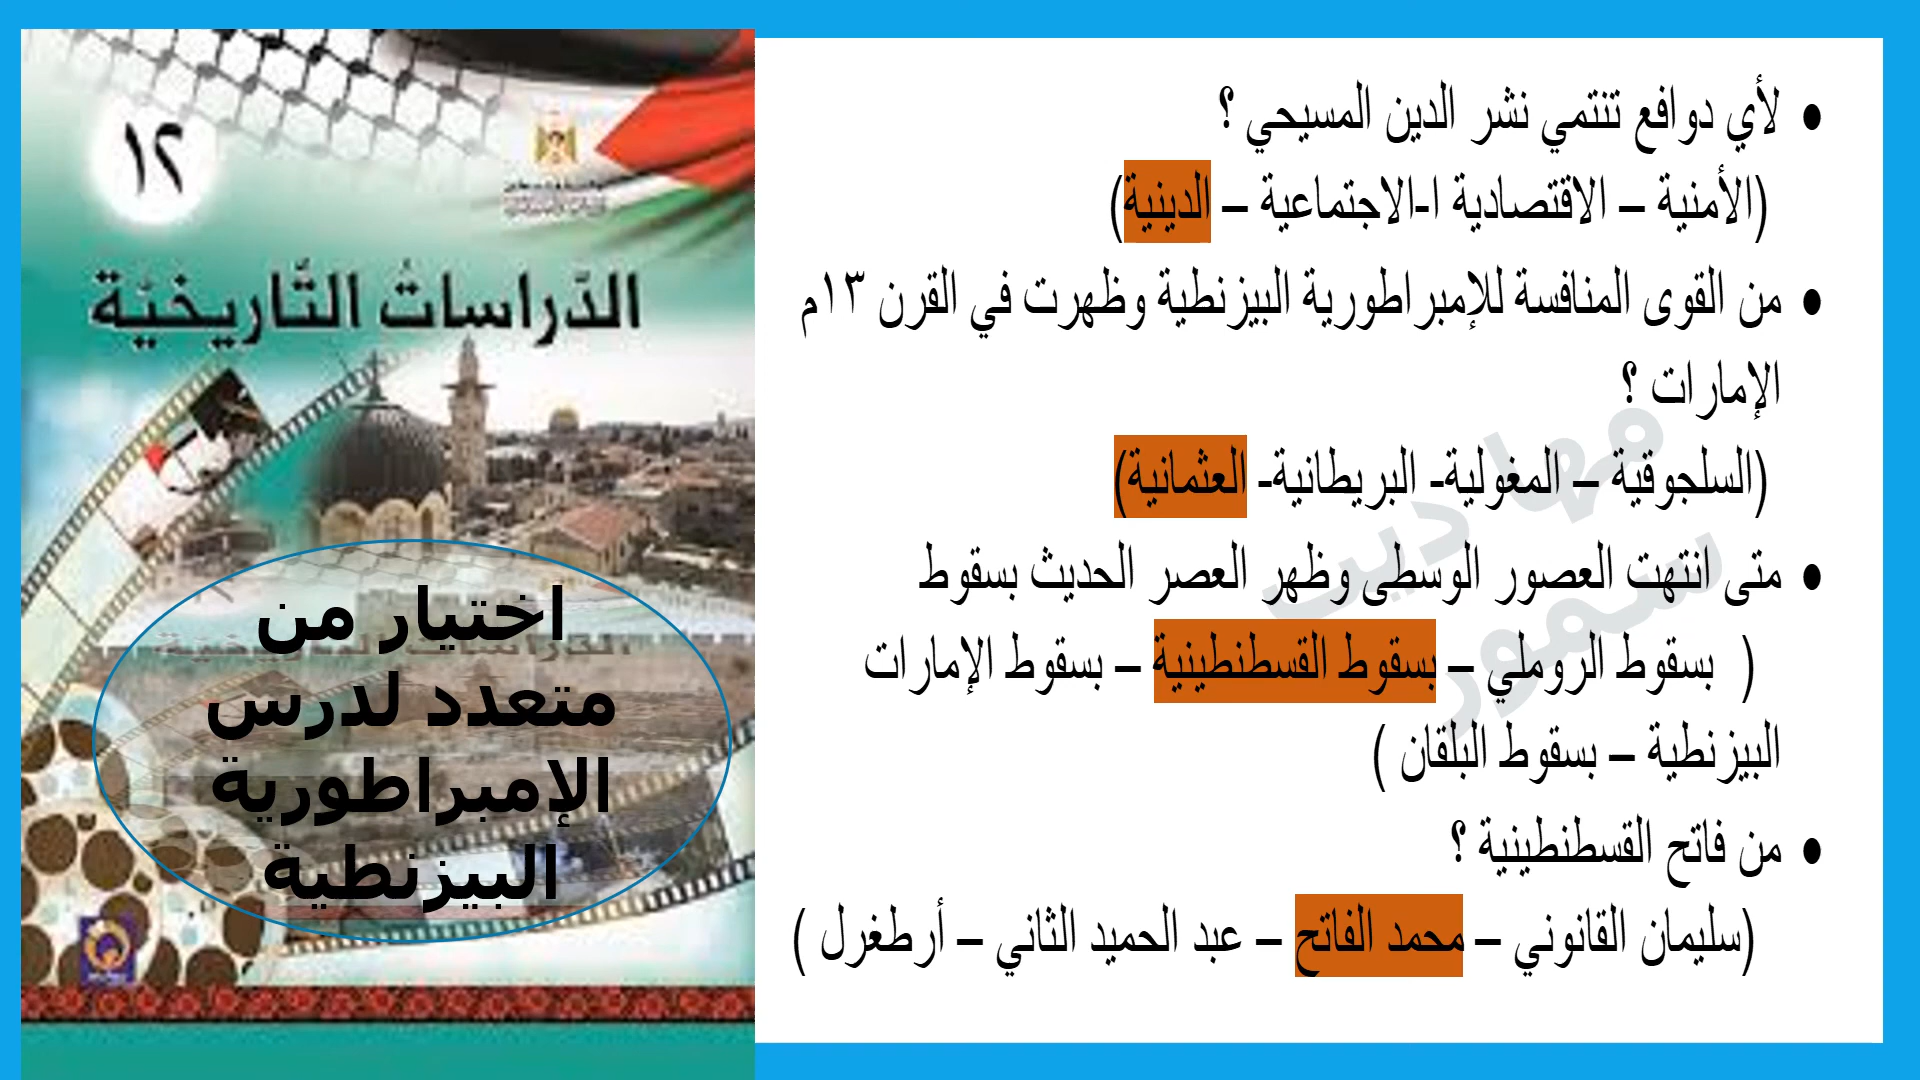 ١٢
الدّراساتُ التّاريخيّة
اختيار من
متعدد لدرس
الإمبراطورية
البيزنطية
• لأي دوافع تنتمي نشر الدين المسيحي ؟
(الأمنية – الاقتصادية ا-الاجتماعية – الدينية)
• من القوى المنافسة للإمبراطورية البيزنطية وظهرت في القرن ١٣م
الإمارات ؟
(السلجوقية – المغولية- البريطانية- العثمانية)
• متى انتهت العصور الوسطى وظهر العصر الحديث بسقوط
( بسقوط الروملي – بسقوط القسطنطينية – بسقوط الإمارات
البيزنطية – بسقوط البلقان )
• من فاتح القسطنطينية ؟
(سليمان القانوني – محمد الفاتح – عبد الحميد الثاني – أرطغرل )
مها ديب
سمور